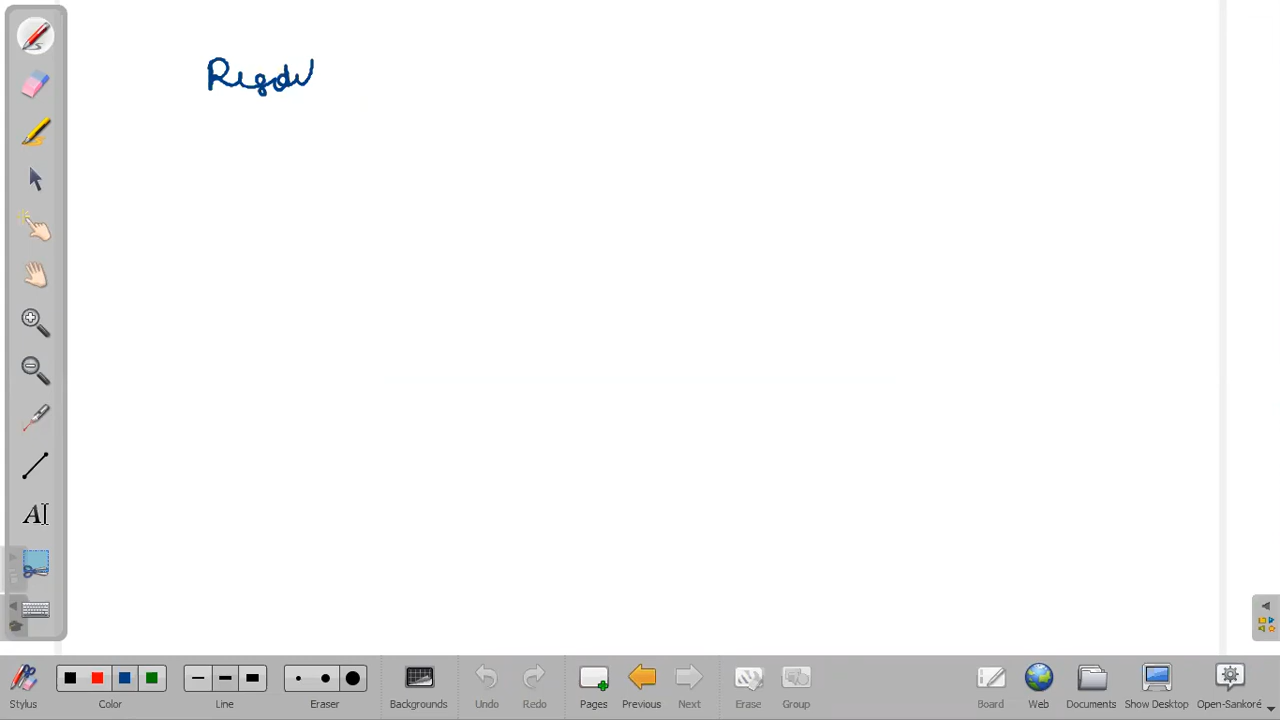 Stylus
Color
Line
Eraser
Backgrounds
Undo
Redo
Pages
Previous
Next
Erase
Group
Board
Web
Documents
Show Desktop
Open-Sankoré